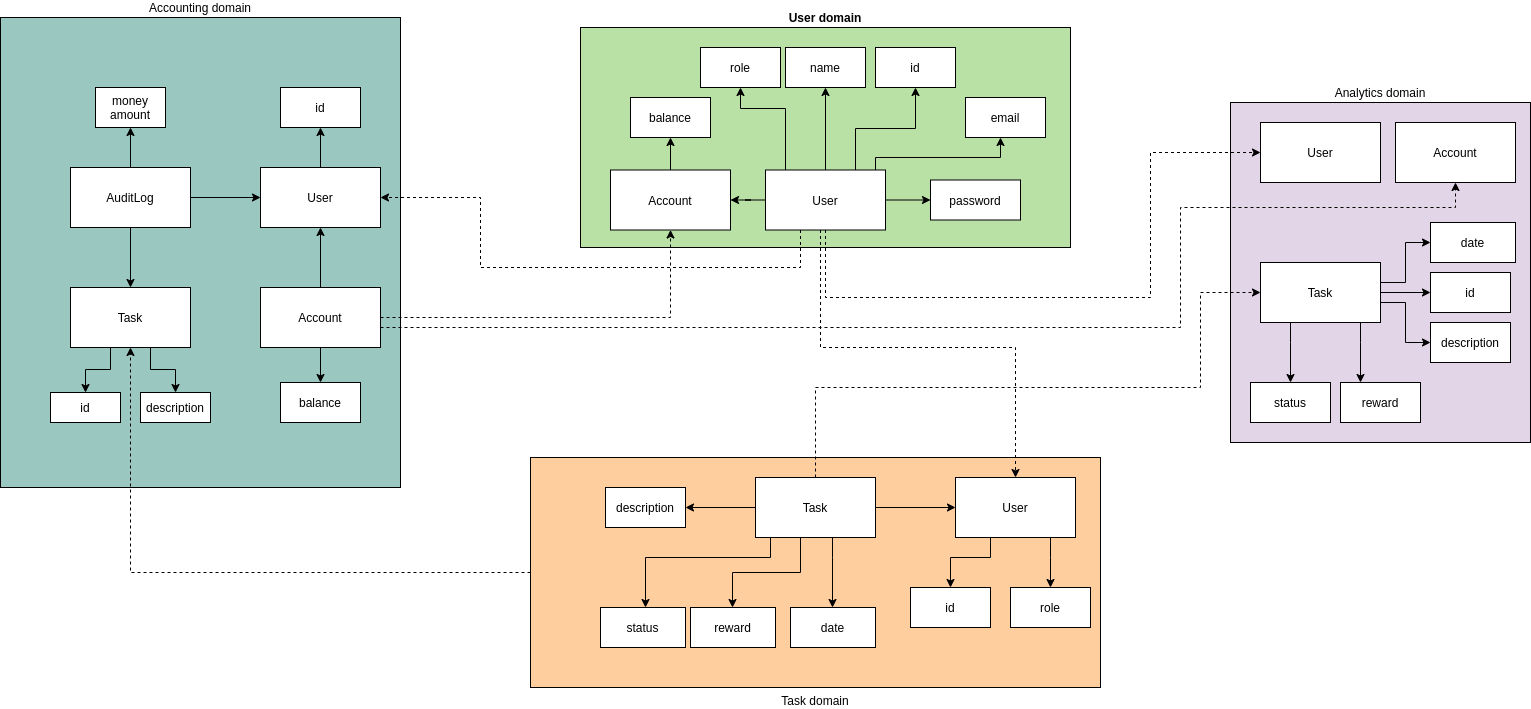 Accounting domain
money
amount
id
AuditLog
User
Task
Account
id
description
balance
User domain
role
name
id
balance
email
Account
User
password
Analytics domain
User
Account
date
Task
id
description
status
reward
description
Task
User
id
role
status
reward
date
Task domain